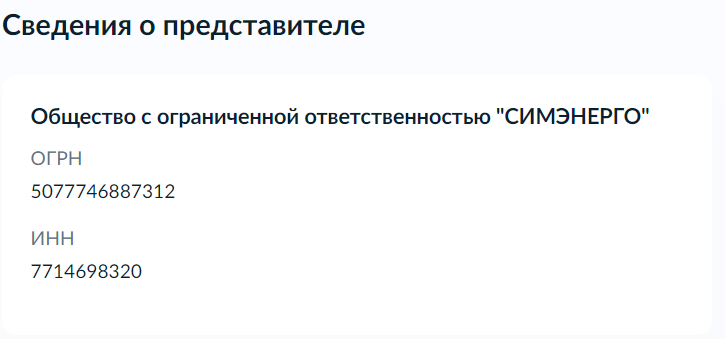 Сведения о представителе
Общество с ограниченной ответственностью "СИМЭНЕРГО"
ОГРН
5077746887312
ИНН
7714698320